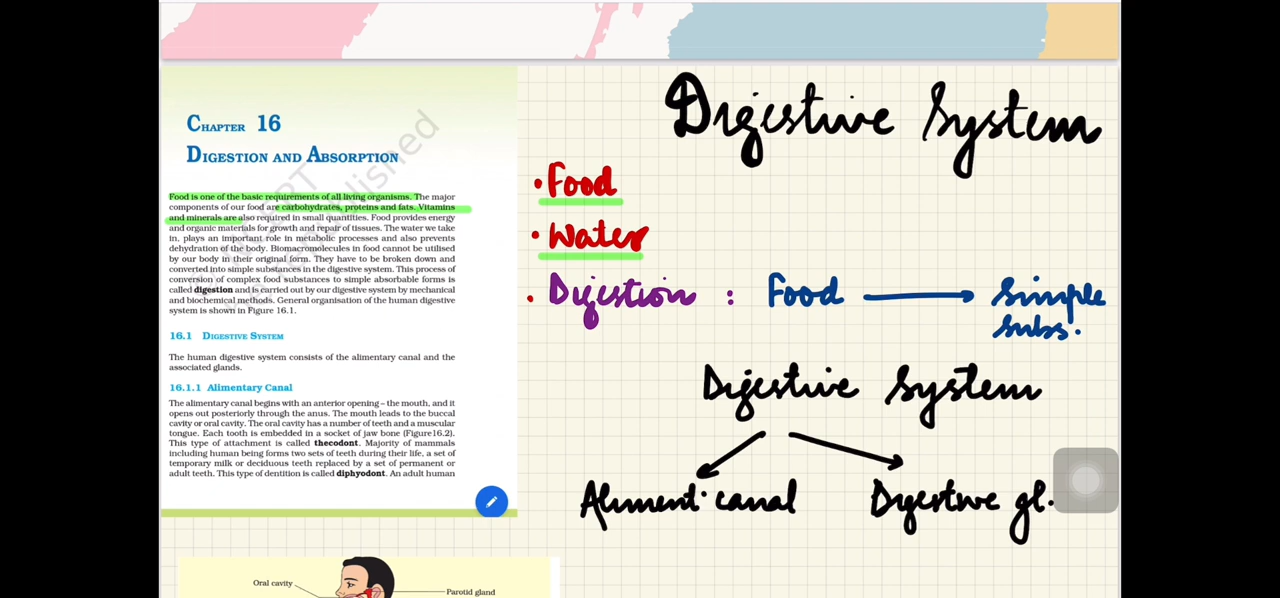 CHAPTER 16
DIGESTION AND ABSORPTION
Food is one of the basic requirements of all living organisms. The major
components of our food are carbohydrates, proteins and fats. Vitamins
and minerals are also required in small quantities. Food provides energy
and organic materials for growth and repair of tissues. The water we take
in, plays an important role in metabolic processes and also prevents
dehydration of the body. Biomacromolecules in food cannot be utilised
by our body in their original form. They have to be broken down and
converted into simple substances in the digestive system. This process of
conversion of complex food substances to simple absorbable forms is
called digestion and is carried out by our digestive system by mechanical
and biochemical methods. General organisation of the human digestive
system is shown in Figure 16.1.
16.1 DIGESTIVE SYSTEM
The human digestive system consists of the alimentary canal and the
associated glands.
16.1.1 Alimentary Canal
The alimentary canal begins with an anterior opening – the mouth, and it
opens out posteriorly through the anus. The mouth leads to the buccal
cavity or oral cavity. The oral cavity has a number of teeth and a muscular
tongue. Each tooth is embedded in a socket of jaw bone (Figure16.2).
This type of attachment is called thecodont. Majority of mammals
including human being forms two sets of teeth during their life, a set of
temporary milk or deciduous teeth replaced by a set of permanent or
adult teeth. This type of dentition is called diphyodont. An adult human
Digestive System
• Food
• Water
• Digestion : Food → Simple
subs.
Digestive System
Aliment. canal Digestive gl.
Oral cavity
Parotid gland